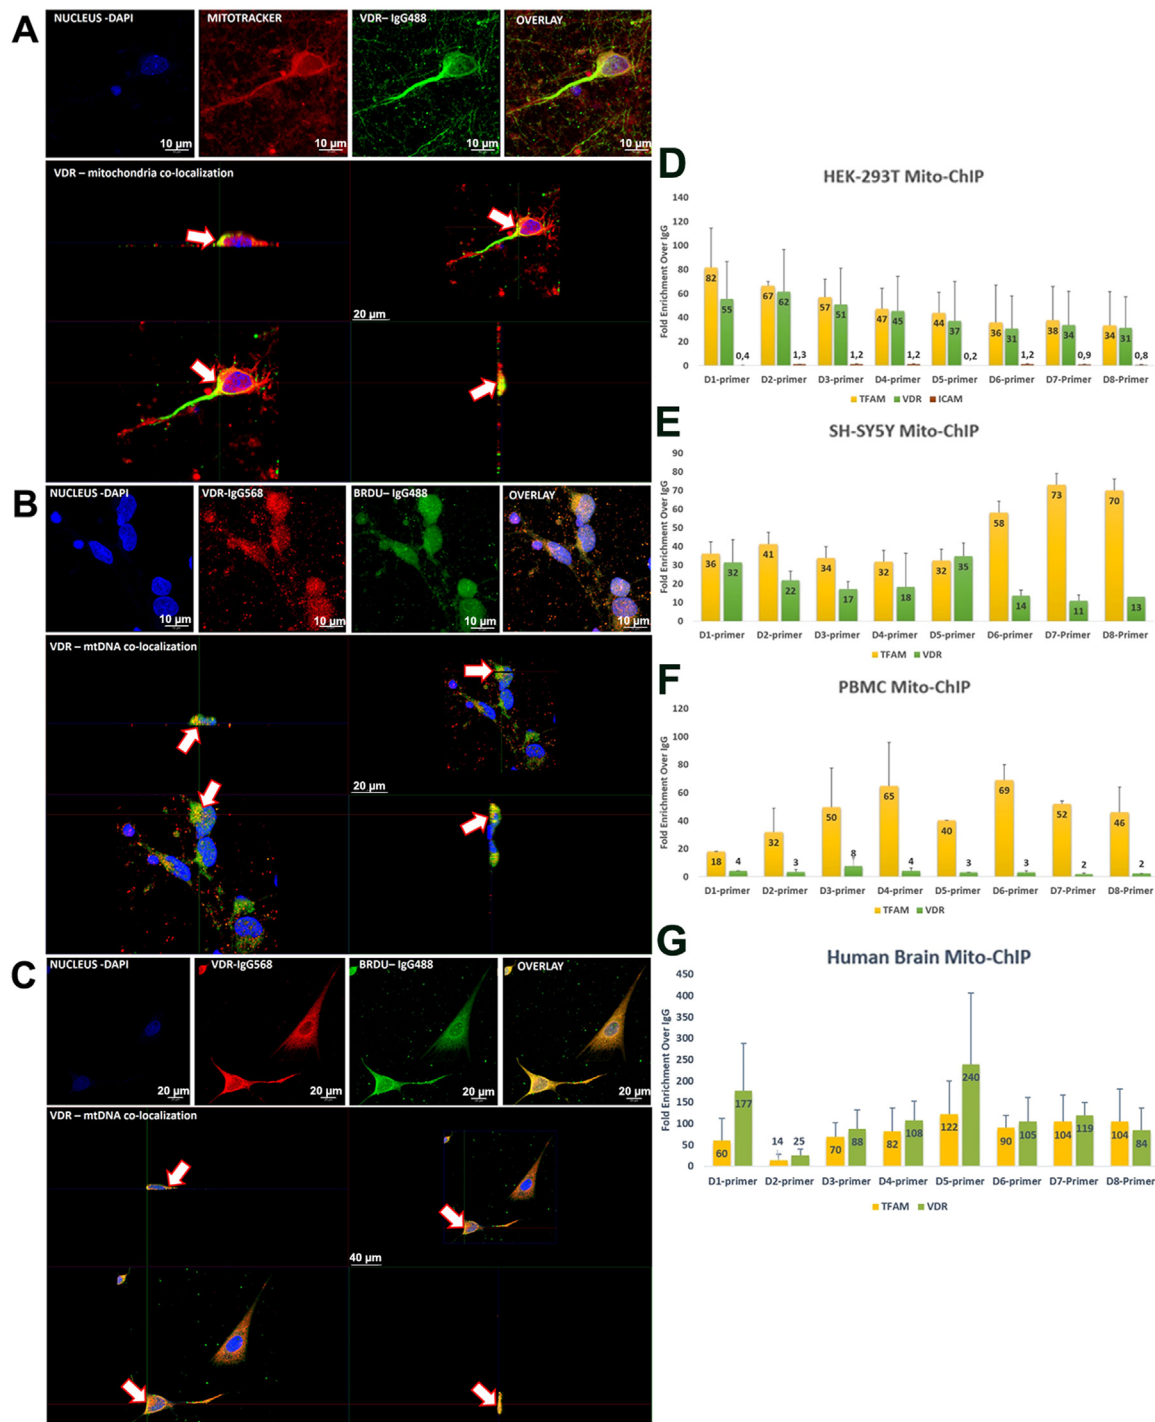 A
NUCLEUS -DAPI
MITOTRACKER
VDR– IgG488
OVERLAY
10 µm
10 µm
10 µm
10 µm
VDR – mitochondria co-localization
20 µm
B
NUCLEUS -DAPI
VDR-IgG568
BRDU– IgG488
OVERLAY
10 µm
10 µm
10 µm
10 µm
VDR – mtDNA co-localization
20 µm
C
NUCLEUS -DAPI
VDR-IgG568
BRDU– IgG488
OVERLAY
20 µm
20 µm
20 µm
20 µm
VDR – mtDNA co-localization
40 µm
D
HEK-293T Mito-ChIP
Fold Enrichment Over IgG
140
120
100
80
60
40
20
0
82 55 0,4
67 62 1,3
57 51 1,2
47 45 1,2
44 37 0,2
36 31 1,2
38 34 0,9
34 31 0,8
D1-primer D2-primer D3-primer D4-primer D5-primer D6-primer D7-primer D8-primer
TFAM VDR ICAM
E
SH-SY5Y Mito-ChIP
Fold Enrichment Over IgG
90
80
70
60
50
40
30
20
10
0
36 32
41 22
34 17
32 18
32 35
58 14
73 11
70 13
D1-primer D2-primer D3-primer D4-primer D5-primer D6-primer D7-primer D8-Primer
TFAM VDR
F
PBMC Mito-ChIP
Fold Enrichment Over IgG
120
100
80
60
40
20
0
18 4
32 3
50 8
65 4
40 3
69 3
52 2
46 2
D1-primer D2-primer D3-primer D4-primer D5-primer D6-primer D7-Primer D8-Primer
TFAM VDR
G
Human Brain Mito-ChIP
Fold Enrichment Over IgG
450
400
350
300
250
200
150
100
50
0
60 177
14 25
70 88
82 108
122 240
90 105
104 119
104 84
D1-primer D2-primer D3-primer D4-primer D5-primer D6-primer D7-Primer D8-Primer
TFAM VDR